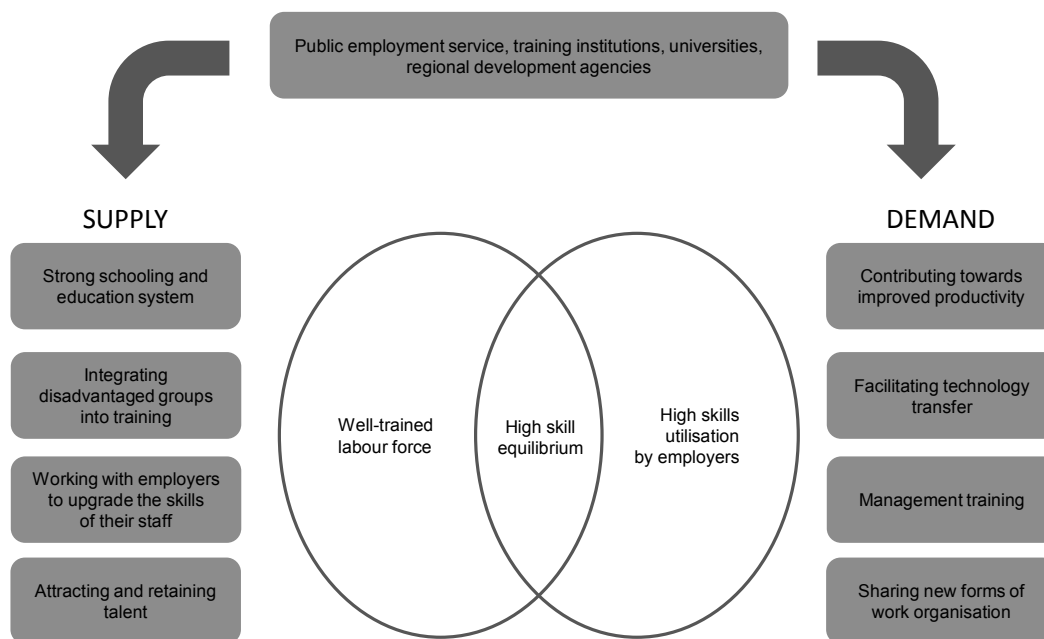 Public employment service, training institutions, universities,
regional development agencies
SUPPLY
Strong schooling and
education system
Integrating
disadvantaged groups
into training
Working with employers
to upgrade the skills
of their staff
Attracting and retaining
talent
Well-trained
labour force
High skill
equilibrium
High skills
utilisation
by employers
DEMAND
Contributing towards
improved productivity
Facilitating technology
transfer
Management training
Sharing new forms of
work organisation